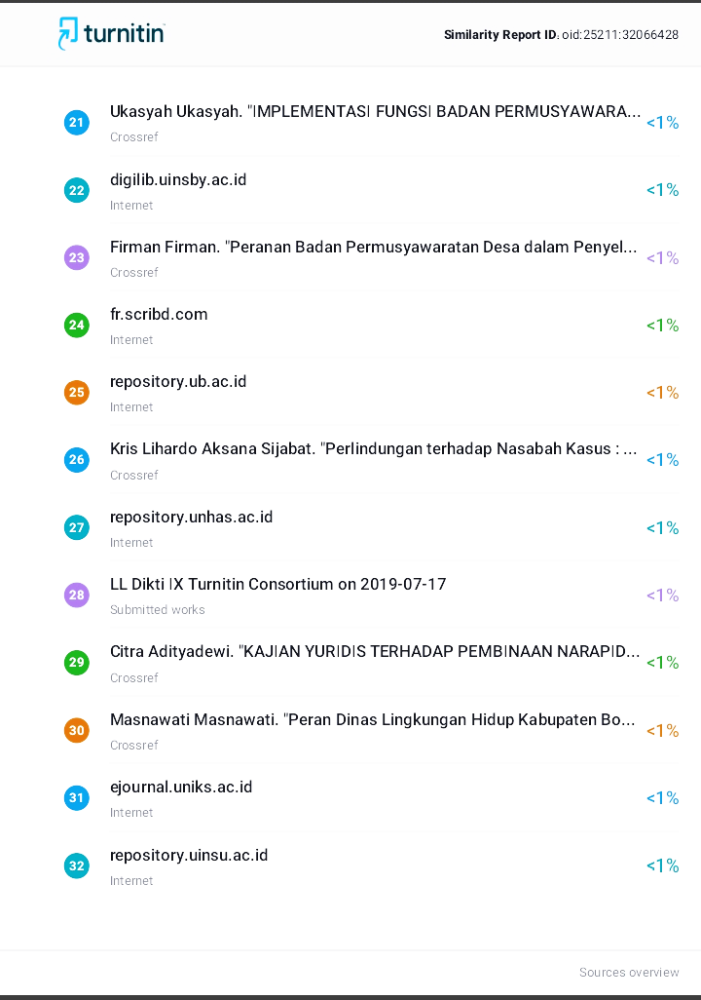 turnitin
Similarity Report ID: oid:25211:32066428
21
Ukasyah Ukasyah. "IMPLEMENTASI FUNGSI BADAN PERMUSYAWARA...
<1%
Crossref
22
digilib.uinsby.ac.id
<1%
Internet
23
Firman Firman. "Peranan Badan Permusyawaratan Desa dalam Penyel...
<1%
Crossref
24
fr.scribd.com
<1%
Internet
25
repository.ub.ac.id
<1%
Internet
26
Kris Lihardo Aksana Sijabat. "Perlindungan terhadap Nasabah Kasus : ...
<1%
Crossref
27
repository.unhas.ac.id
<1%
Internet
28
LL Dikti IX Turnitin Consortium on 2019-07-17
<1%
Submitted works
29
Citra Adityadewi. "KAJIAN YURIDIS TERHADAP PEMBINAAN NARAPID...
<1%
Crossref
30
Masnawati Masnawati. "Peran Dinas Lingkungan Hidup Kabupaten Bo...
<1%
Crossref
31
ejournal.uniks.ac.id
<1%
Internet
32
repository.uinsu.ac.id
<1%
Internet
Sources overview